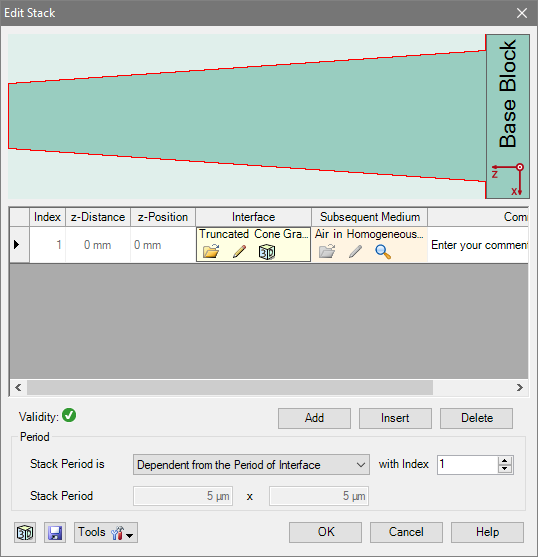 Edit Stack
Base Block
z
x
Index z-Distance z-Position Interface Subsequent Medium Com
1 0 mm 0 mm Truncated Cone Gra... Air in Homogeneous... Enter your comment
3D
Validity:
Add Insert Delete
Period
Stack Period is Dependent from the Period of Interface with Index 1
Stack Period 5 µm x 5 µm
3D Tools OK Cancel Help